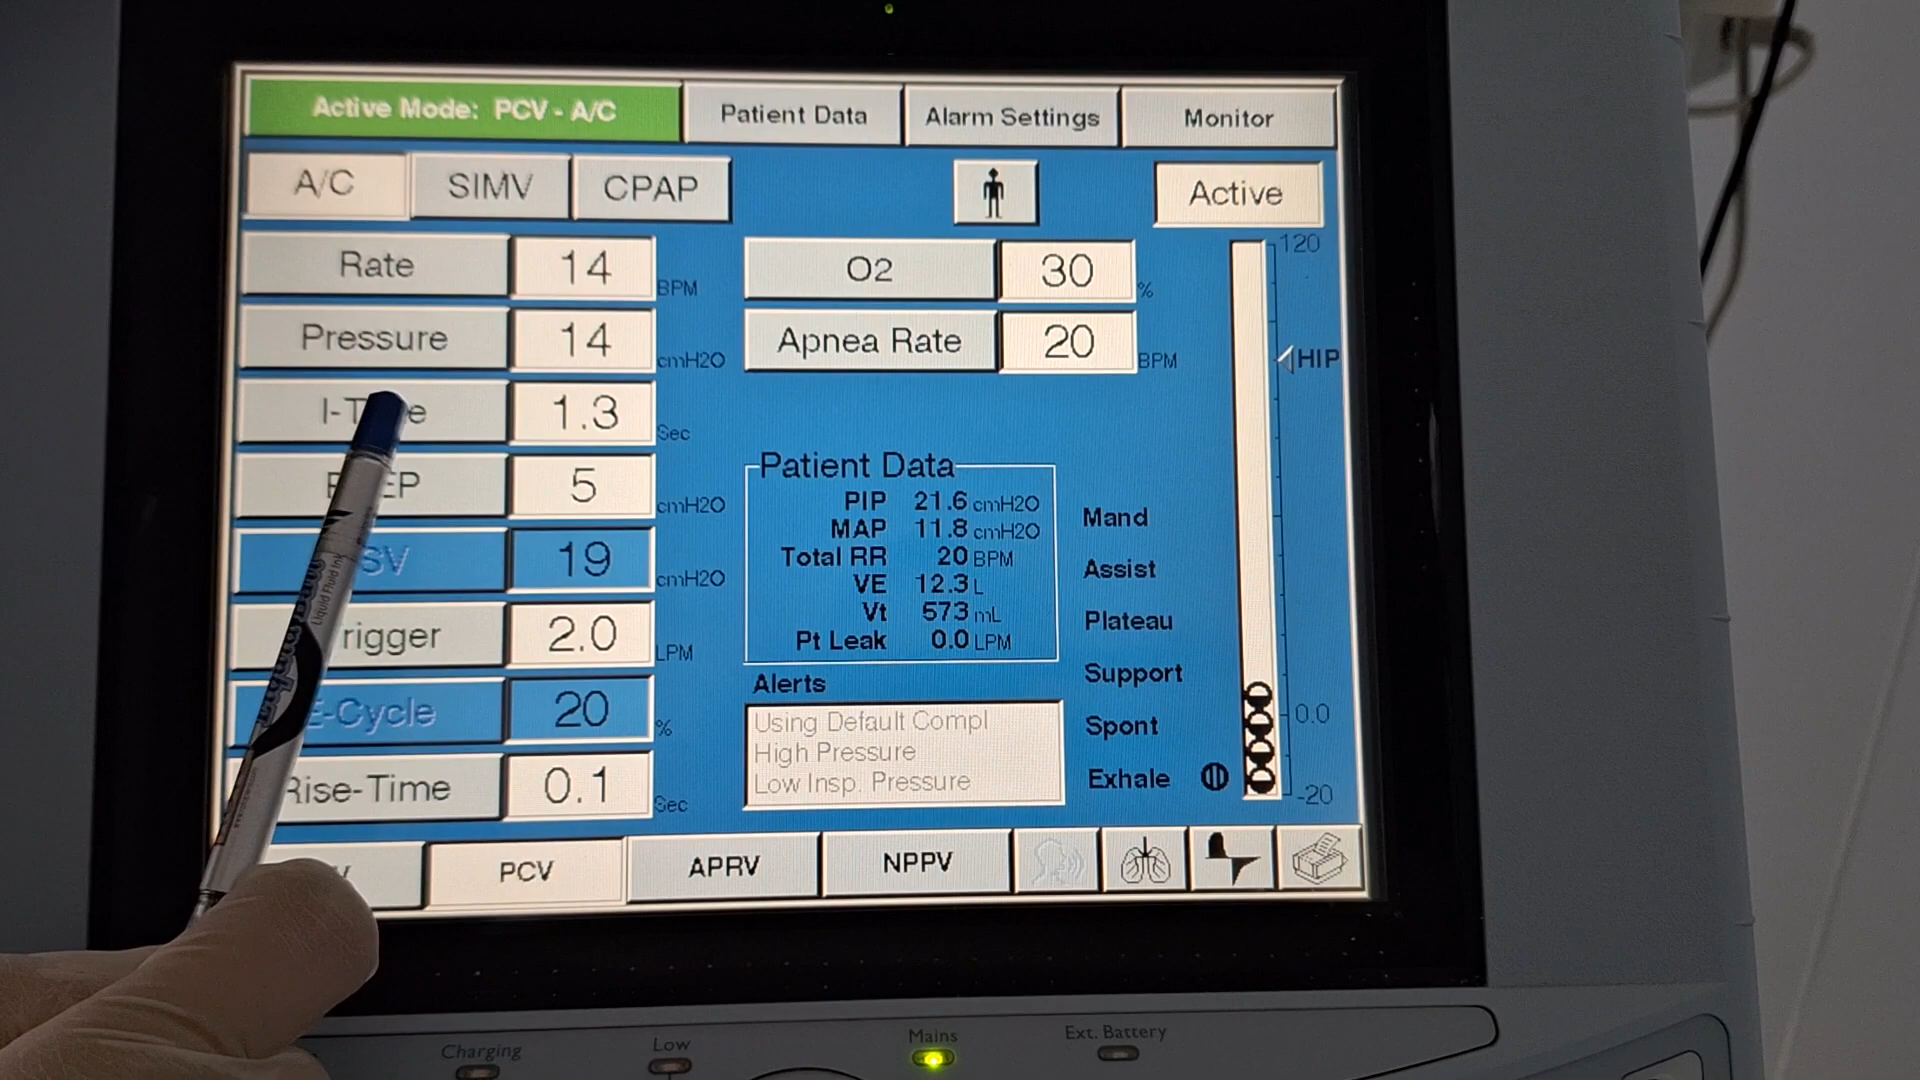 Active Mode: PCV - A/C
Patient Data
Alarm Settings
Monitor
A/C
SIMV
CPAP
Active
Rate 14 BPM
Pressure 14 cmH2O
1.3 Sec
5 cmH2O
19 cmH2O
2.0 LPM
E-Cycle 20 %
Rise-Time 0.1 Sec
O2 30 %
Apnea Rate 20 BPM
Patient Data
PIP 21.6 cmH2O
MAP 11.8 cmH2O
Total RR 20 BPM
VE 12.3 L
Vt 573 mL
Pt Leak 0.0 LPM
Alerts
Using Default Compl
High Pressure
Low Insp. Pressure
Mand
Assist
Plateau
Support
Spont
Exhale
120
HIP
0.0
-20
PCV
APRV
NPPV
Liquid Fluid Ink
Charging
Low
Mains
Ext. Battery